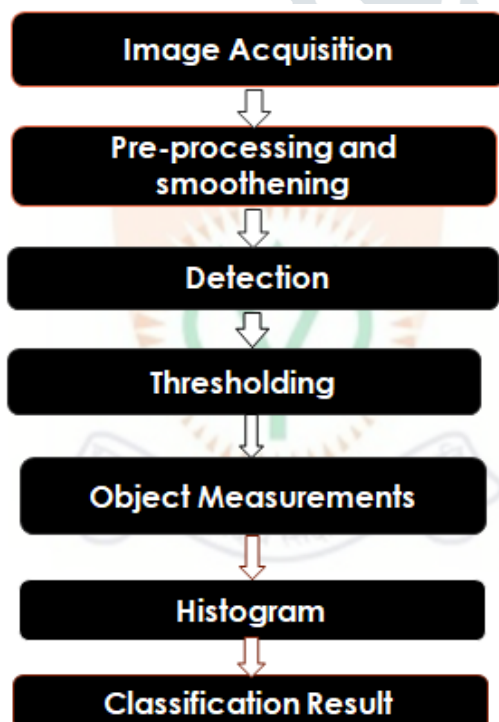 Image Acquisition
Pre-processing and
smoothening
Detection
Thresholding
Object Measurements
Histogram
Classification Result